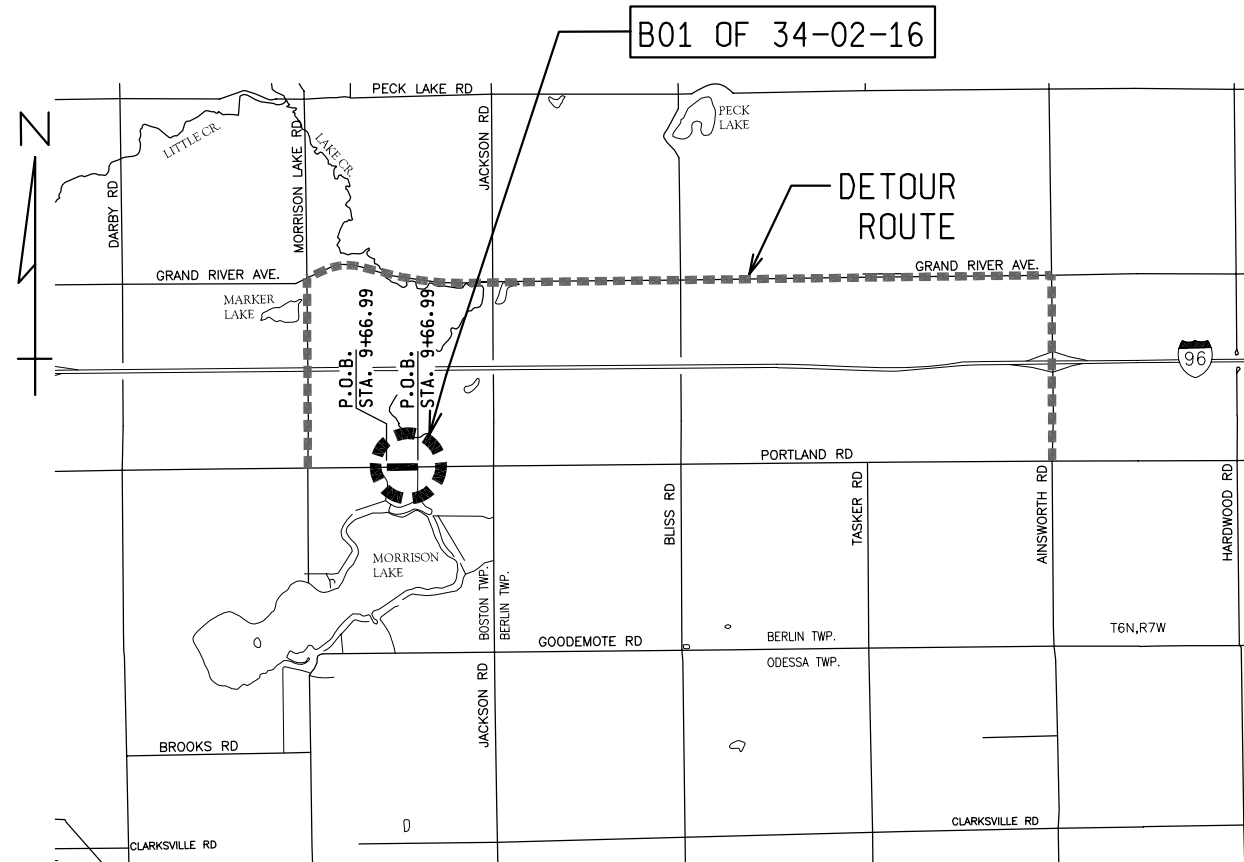 B01 OF 34-02-16
PECK LAKE RD
N
LITTLE CR.
LAKE CR.
PECK
LAKE
DARBY RD
MORRISON LAKE RD
JACKSON RD
DETOUR
ROUTE
GRAND RIVER AVE.
GRAND RIVER AVE.
MARKER
LAKE
P.O.B.
STA. 9+66.99
P.O.B.
STA. 9+66.99
96
PORTLAND RD
BLISS RD
TASKER RD
AINSWORTH RD
HARDWOOD RD
MORRISON
LAKE
BOSTON TWP.
BERLIN TWP.
GOODEMOTE RD
BERLIN TWP.
ODESSA TWP.
T6N,R7W
JACKSON RD
BROOKS RD
CLARKSVILLE RD
CLARKSVILLE RD